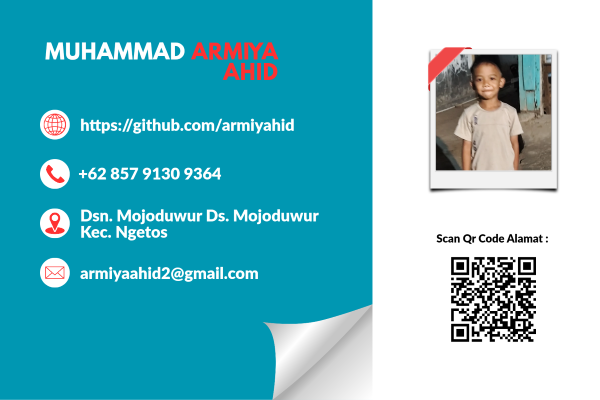 MUHAMMAD ARMIYA
AHID
https://github.com/armiyahid
+62 857 9130 9364
Dsn. Mojoduwur Ds. Mojoduwur
Kec. Ngetos
armiyaahid2@gmail.com
Scan Qr Code Alamat :